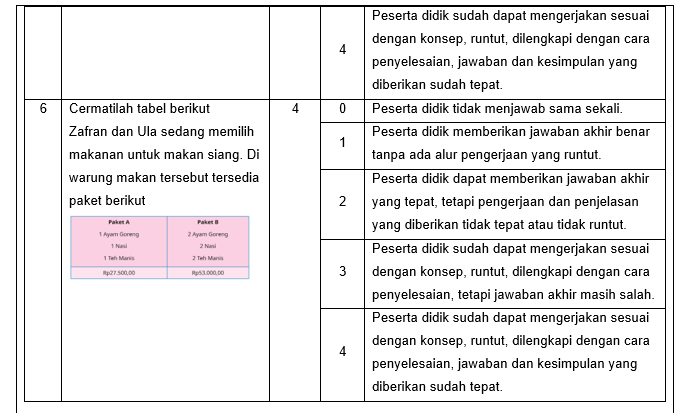 Peserta didik sudah dapat mengerjakan sesuai
dengan konsep, runtut, dilengkapi dengan cara
4
penyelesaian, jawaban dan kesimpulan yang
diberikan sudah tepat.
6 Cermatilah tabel berikut 4 0 Peserta didik tidak menjawab sama sekali.
Zafran dan Ula sedang memilih
makanan untuk makan siang. Di
warung makan tersebut tersedia
paket berikut
Paket A Paket B
1 Ayam Goreng 2 Ayam Goreng
1 Nasi 2 Nasi
1 Teh Manis 2 Teh Manis
Rp27.500,00 Rp53.000,00
1
Peserta didik memberikan jawaban akhir benar
tanpa ada alur pengerjaan yang runtut.
2
Peserta didik dapat memberikan jawaban akhir
yang tepat, tetapi pengerjaan dan penjelasan
yang diberikan tidak tepat atau tidak runtut.
3
Peserta didik sudah dapat mengerjakan sesuai
dengan konsep, runtut, dilengkapi dengan cara
penyelesaian, tetapi jawaban akhir masih salah.
4
Peserta didik sudah dapat mengerjakan sesuai
dengan konsep, runtut, dilengkapi dengan cara
penyelesaian, jawaban dan kesimpulan yang
diberikan sudah tepat.